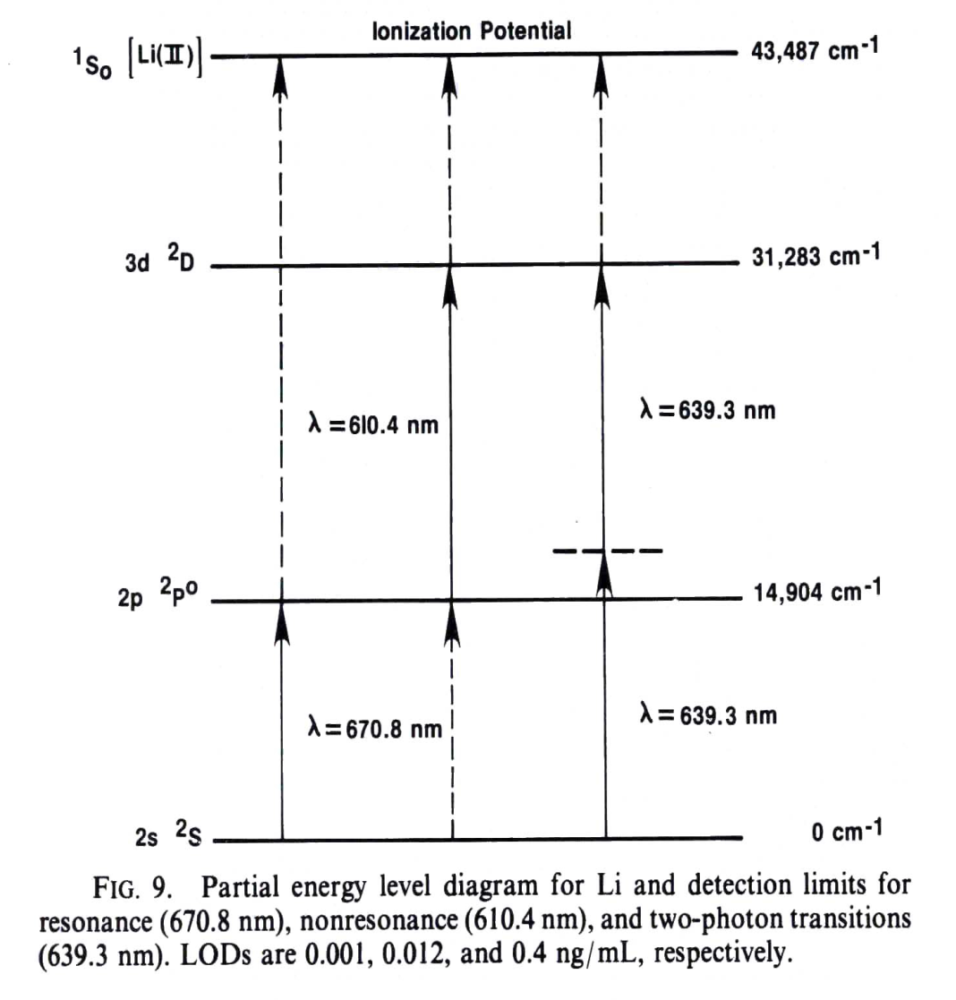 Ionization Potential
¹S₀ [Li(II)]
43,487 cm⁻¹
3d ²D
31,283 cm⁻¹
λ = 610.4 nm
λ = 639.3 nm
2p ²Pᴼ
14,904 cm⁻¹
λ = 670.8 nm
λ = 639.3 nm
2s ²S
0 cm⁻¹
FIG. 9. Partial energy level diagram for Li and detection limits for
resonance (670.8 nm), nonresonance (610.4 nm), and two-photon transitions
(639.3 nm). LODs are 0.001, 0.012, and 0.4 ng/mL, respectively.